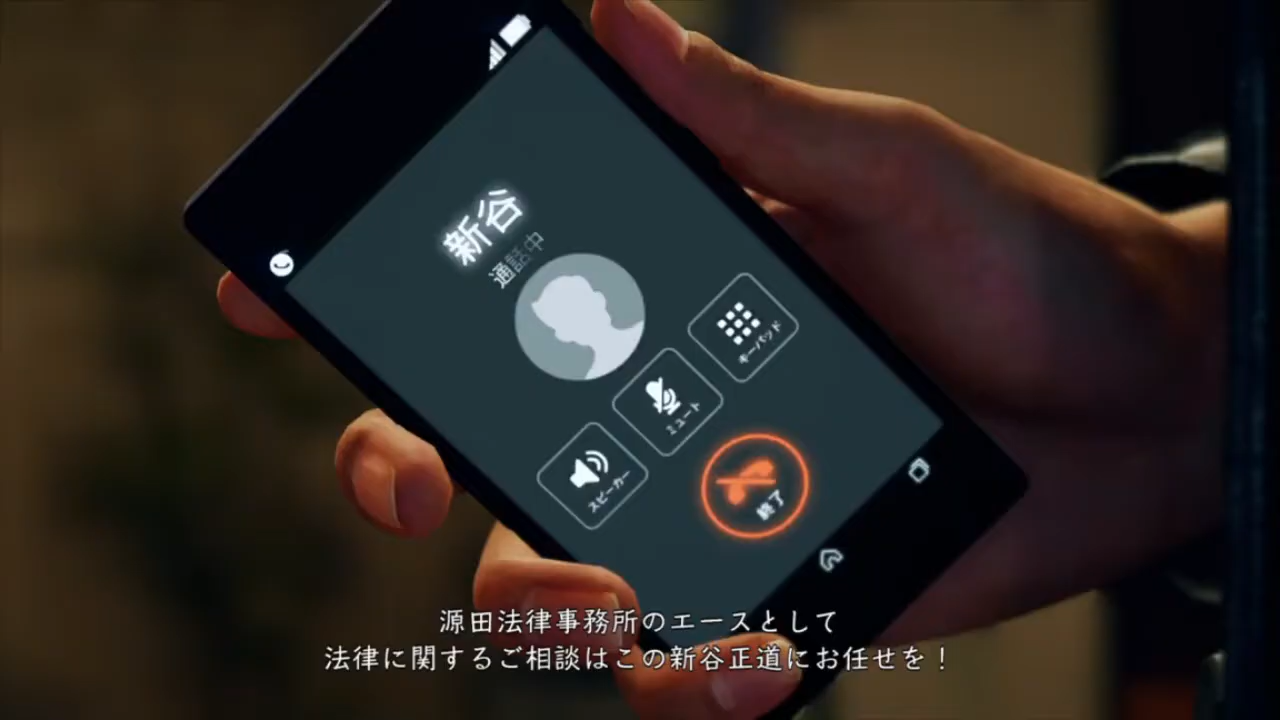 新谷
通話中
キーパッド
ミュート
スピーカー
終了
源田法律事務所のエースとして
法律に関するご相談はこの新谷正道にお任せを！